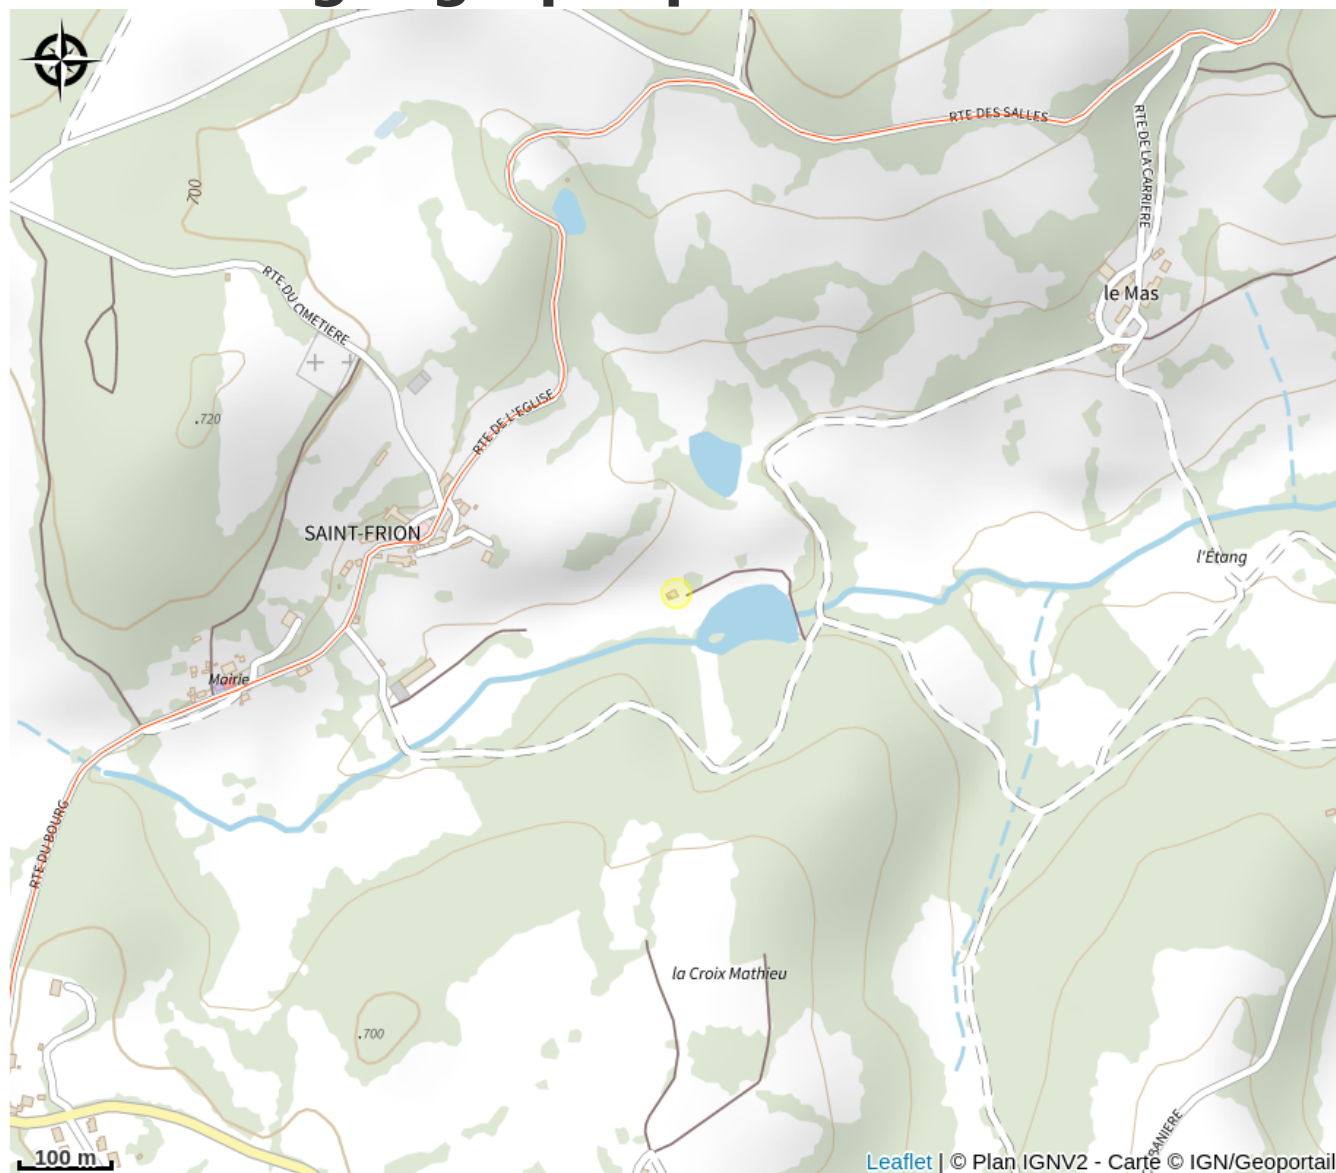 RTE DES SALLES
RTE DE LA CARRIERE
700
RTE DU CIMETIERE
le Mas
RTE DE L'EGLISE
.720
SAINT-FRION
l'Étang
Mairie
RTE DU BOURG
la Croix Mathieu
.700
SANIERE
100 m
Leaflet | © Plan IGNV2 - Carte © IGN/Geoportail